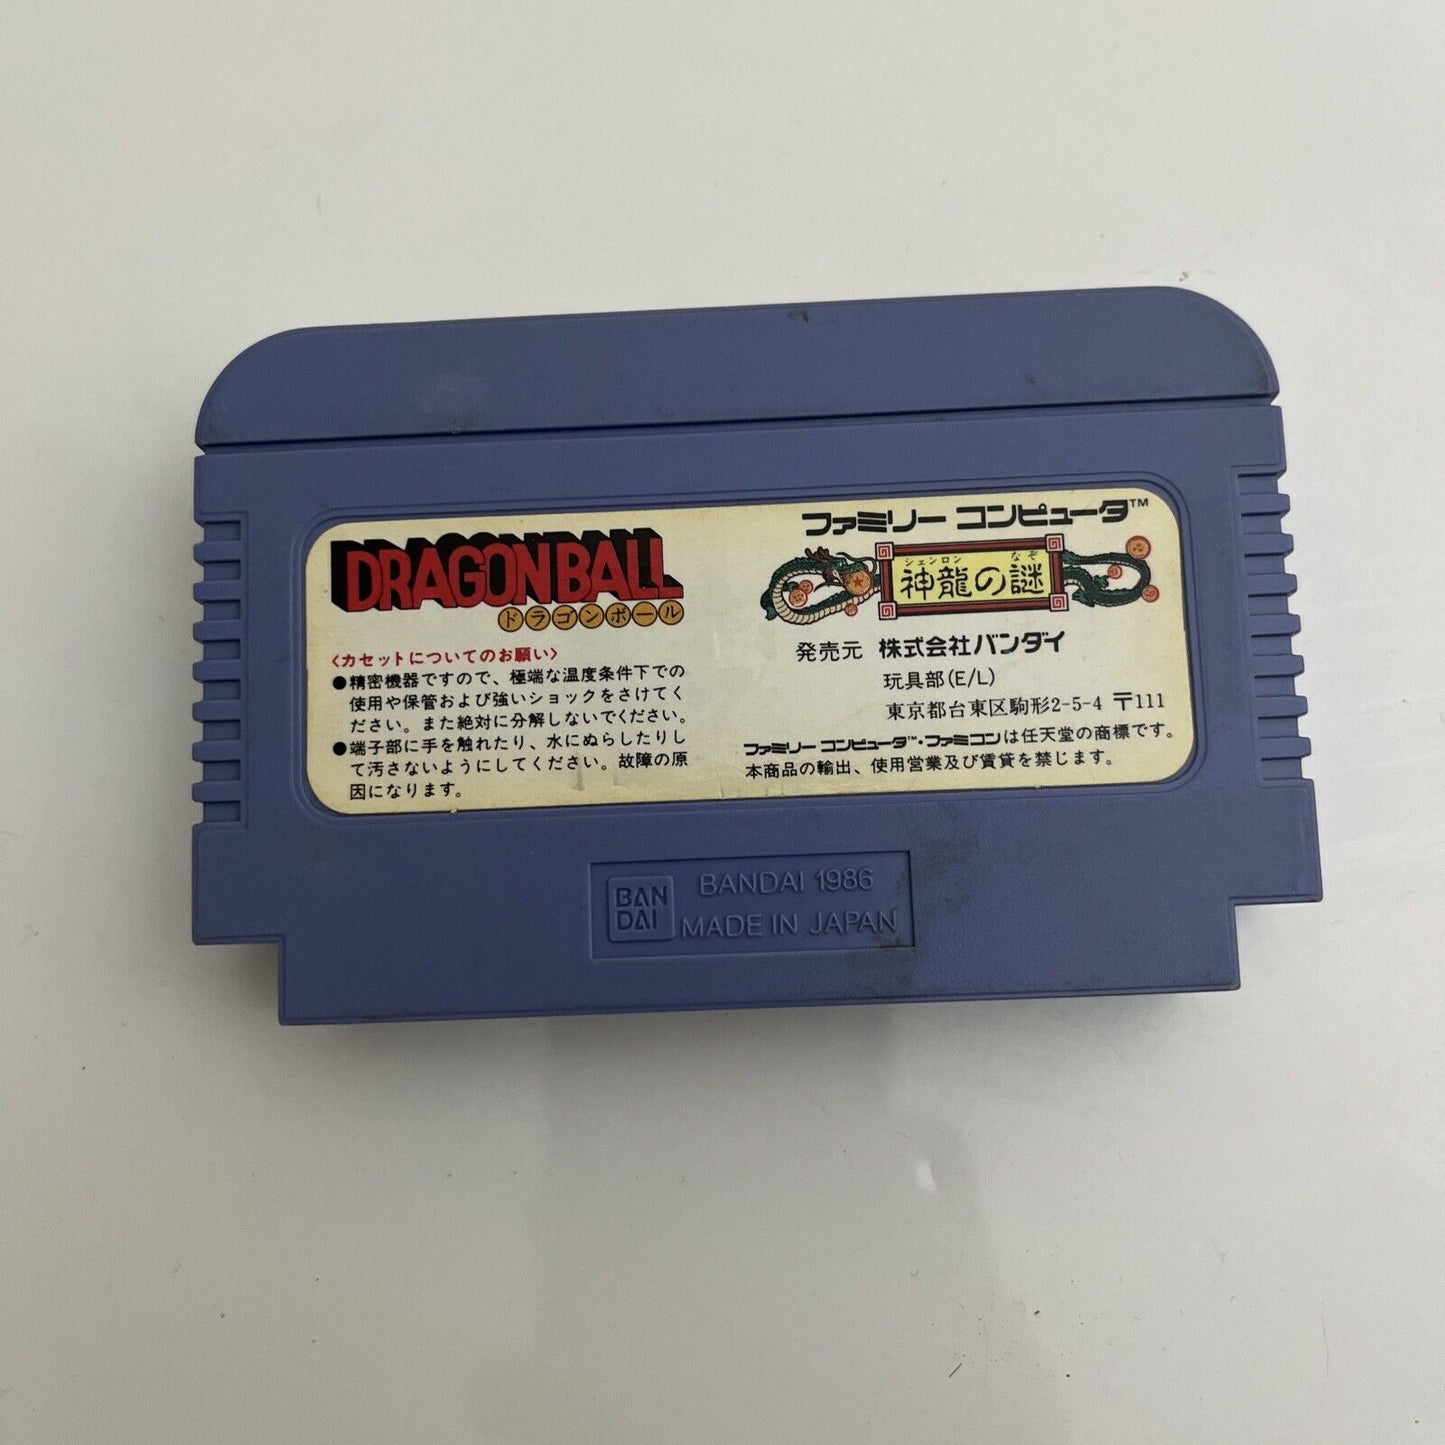 DRAGONBALL
ドラゴンボール
〈カセットについてのお願い〉
●精密機器ですので、極端な温度条件下での
使用や保管および強いショックをさけてく
ださい。また絶対に分解しないでください。
●端子部に手を触れたり、水にぬらしたりし
て汚さないようにしてください。故障の原
因になります。
ファミリー コンピュータ™
シェンロン なぞ
神龍の謎
発売元 株式会社バンダイ
玩具部(E/L)
東京都台東区駒形2-5-4 〒111
ファミリー コンピュータ™・ファミコンは任天堂の商標です。
本商品の輸出、使用営業及び賃貸を禁じます。
BAN
DAI
BANDAI 1986
MADE IN JAPAN